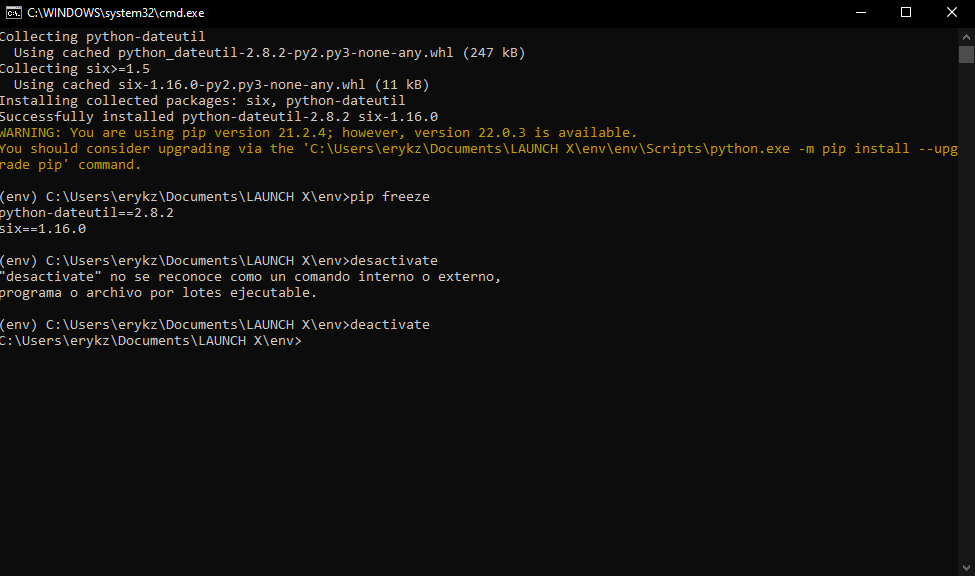 C:\WINDOWS\system32\cmd.exe
Collecting python-dateutil
  Using cached python_dateutil-2.8.2-py2.py3-none-any.whl (247 kB)
Collecting six>=1.5
  Using cached six-1.16.0-py2.py3-none-any.whl (11 kB)
Installing collected packages: six, python-dateutil
Successfully installed python-dateutil-2.8.2 six-1.16.0
WARNING: You are using pip version 21.2.4; however, version 22.0.3 is available.
You should consider upgrading via the 'C:\Users\erykz\Documents\LAUNCH X\env\env\Scripts\python.exe -m pip install --upg
rade pip' command.

(env) C:\Users\erykz\Documents\LAUNCH X\env>pip freeze
python-dateutil==2.8.2
six==1.16.0

(env) C:\Users\erykz\Documents\LAUNCH X\env>desactivate
"desactivate" no se reconoce como un comando interno o externo,
programa o archivo por lotes ejecutable.

(env) C:\Users\erykz\Documents\LAUNCH X\env>deactivate
C:\Users\erykz\Documents\LAUNCH X\env>